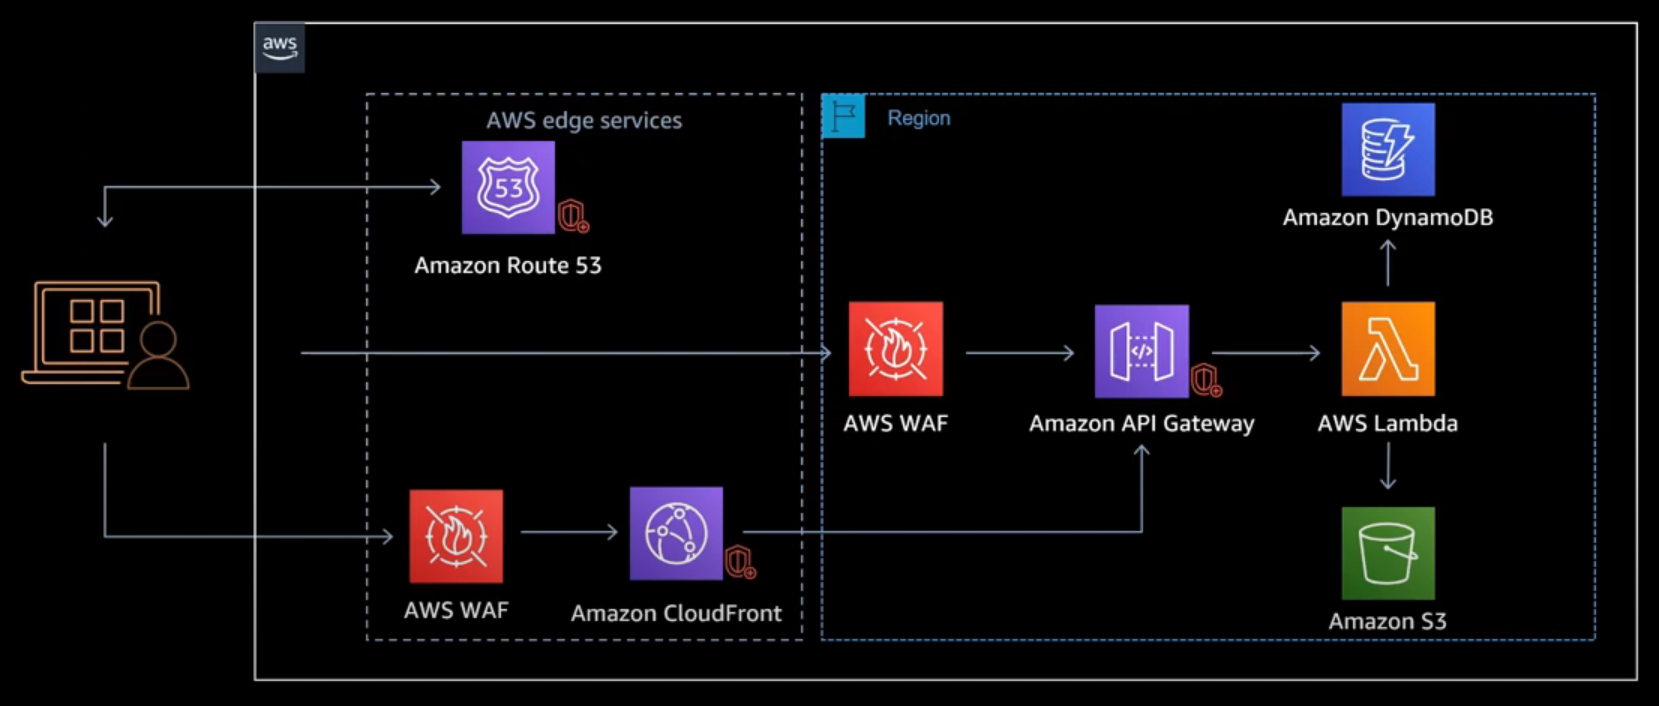 aws
AWS edge services
Region
53
Amazon Route 53
Amazon DynamoDB
</>
AWS WAF
Amazon API Gateway
AWS Lambda
AWS WAF
Amazon CloudFront
Amazon S3